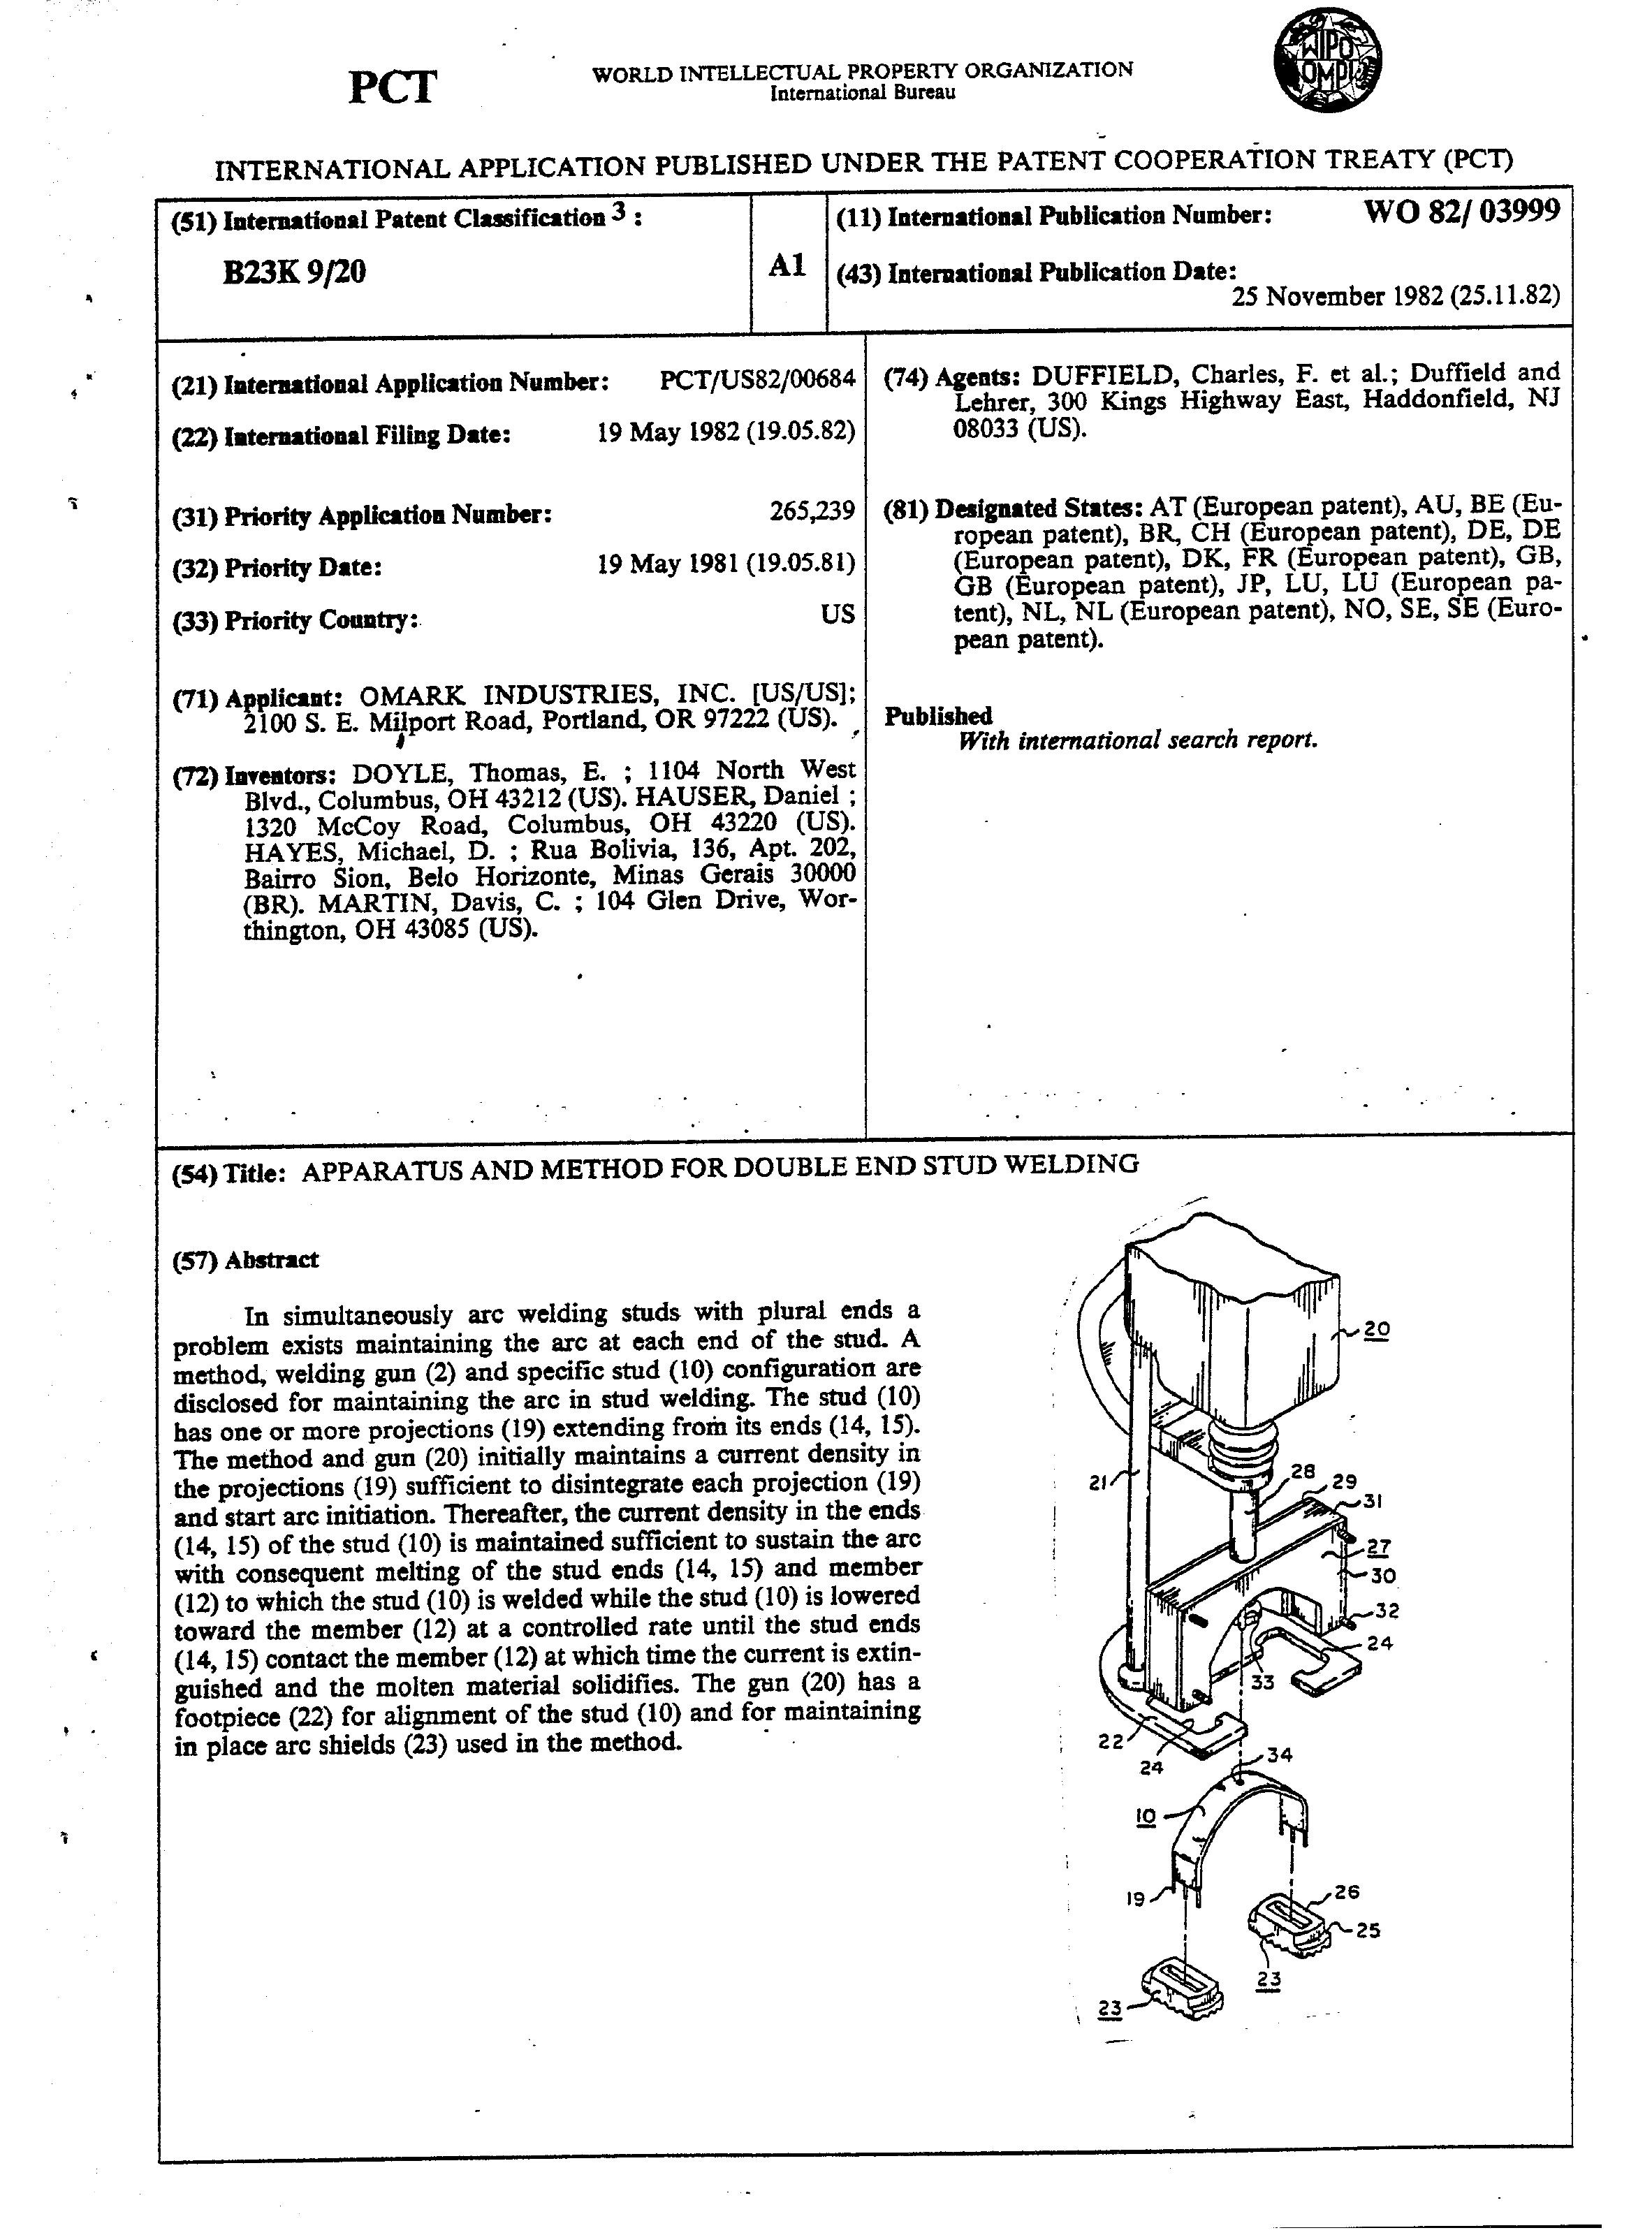 PCT
WORLD INTELLECTUAL PROPERTY ORGANIZATION
International Bureau
WIPO
OMPI
INTERNATIONAL APPLICATION PUBLISHED UNDER THE PATENT COOPERATION TREATY (PCT)
(51) International Patent Classification 3 :
B23K 9/20
A1
(11) International Publication Number: WO 82/ 03999
(43) International Publication Date:
25 November 1982 (25.11.82)
(21) International Application Number: PCT/US82/00684
(22) International Filing Date: 19 May 1982 (19.05.82)
(31) Priority Application Number: 265,239
(32) Priority Date: 19 May 1981 (19.05.81)
(33) Priority Country: US
(71) Applicant: OMARK INDUSTRIES, INC. [US/US];
2100 S. E. Milport Road, Portland, OR 97222 (US).
(72) Inventors: DOYLE, Thomas, E. ; 1104 North West
Blvd., Columbus, OH 43212 (US). HAUSER, Daniel ;
1320 McCoy Road, Columbus, OH 43220 (US).
HAYES, Michael, D. ; Rua Bolivia, 136, Apt. 202,
Bairro Sion, Belo Horizonte, Minas Gerais 30000
(BR). MARTIN, Davis, C. ; 104 Glen Drive, Wor-
thington, OH 43085 (US).
(74) Agents: DUFFIELD, Charles, F. et al.; Duffield and
Lehrer, 300 Kings Highway East, Haddonfield, NJ
08033 (US).
(81) Designated States: AT (European patent), AU, BE (Eu-
ropean patent), BR, CH (European patent), DE, DE
(European patent), DK, FR (European patent), GB,
GB (European patent), JP, LU, LU (European pa-
tent), NL, NL (European patent), NO, SE, SE (Euro-
pean patent).
Published
With international search report.
(54) Title: APPARATUS AND METHOD FOR DOUBLE END STUD WELDING
(57) Abstract
In simultaneously arc welding studs with plural ends a
problem exists maintaining the arc at each end of the stud. A
method, welding gun (2) and specific stud (10) configuration are
disclosed for maintaining the arc in stud welding. The stud (10)
has one or more projections (19) extending from its ends (14, 15).
The method and gun (20) initially maintains a current density in
the projections (19) sufficient to disintegrate each projection (19)
and start arc initiation. Thereafter, the current density in the ends
(14, 15) of the stud (10) is maintained sufficient to sustain the arc
with consequent melting of the stud ends (14, 15) and member
(12) to which the stud (10) is welded while the stud (10) is lowered
toward the member (12) at a controlled rate until the stud ends
(14, 15) contact the member (12) at which time the current is extin-
guished and the molten material solidifies. The gun (20) has a
footpiece (22) for alignment of the stud (10) and for maintaining
in place arc shields (23) used in the method.
20
28
29
21
31
27
30
32
24
33
22
24
34
10
19
26
25
23
23